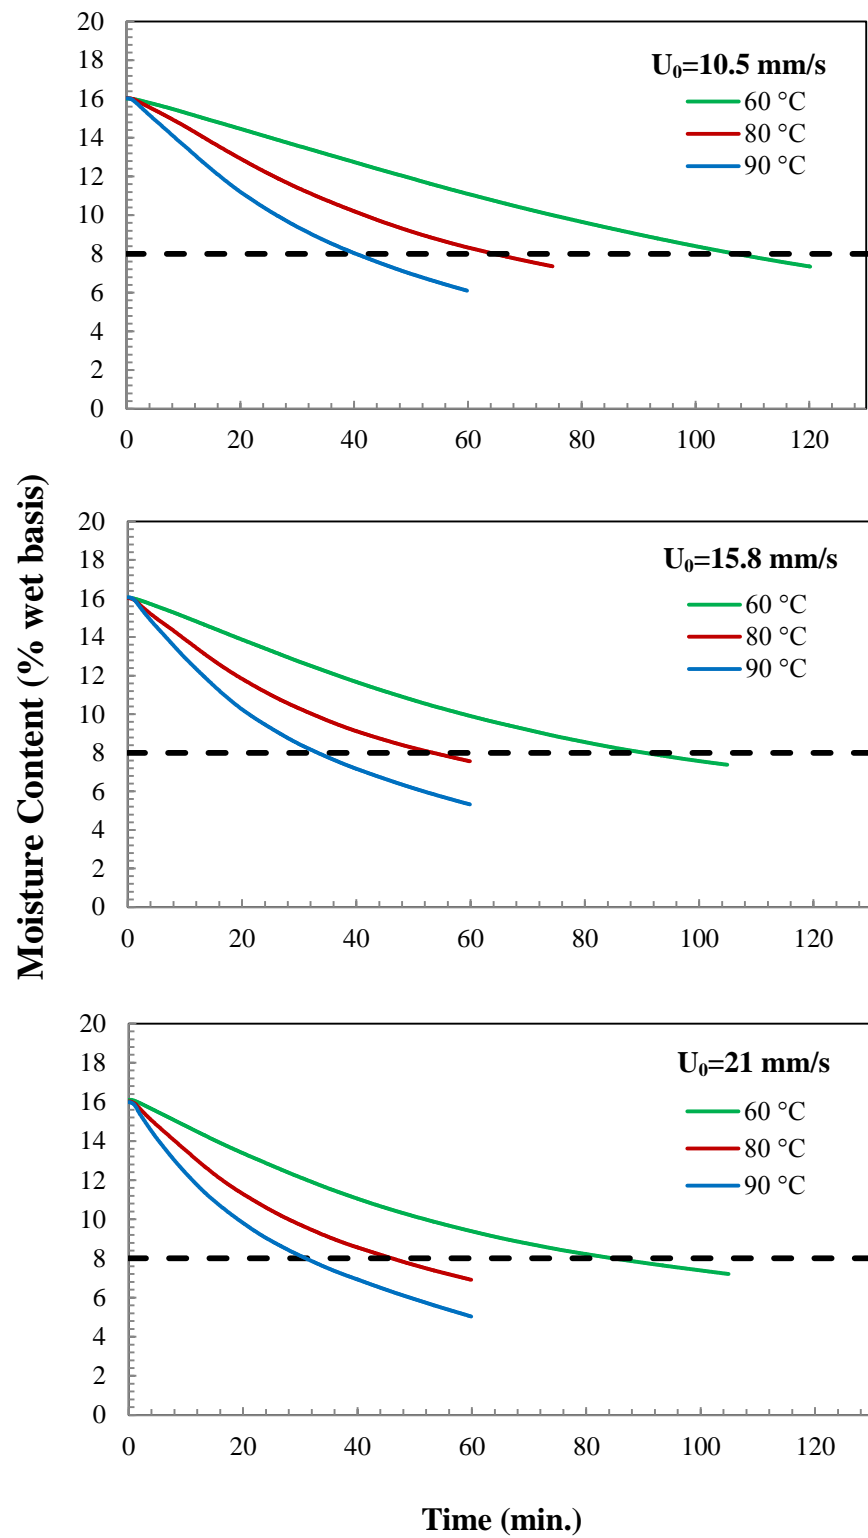 Moisture Content (% wet basis)
20
18
16
14
12
10
8
6
4
2
0
U₀=10.5 mm/s
60 °C
80 °C
90 °C
0 20 40 60 80 100 120
20
18
16
14
12
10
8
6
4
2
0
U₀=15.8 mm/s
60 °C
80 °C
90 °C
0 20 40 60 80 100 120
20
18
16
14
12
10
8
6
4
2
0
U₀=21 mm/s
60 °C
80 °C
90 °C
0 20 40 60 80 100 120
Time (min.)